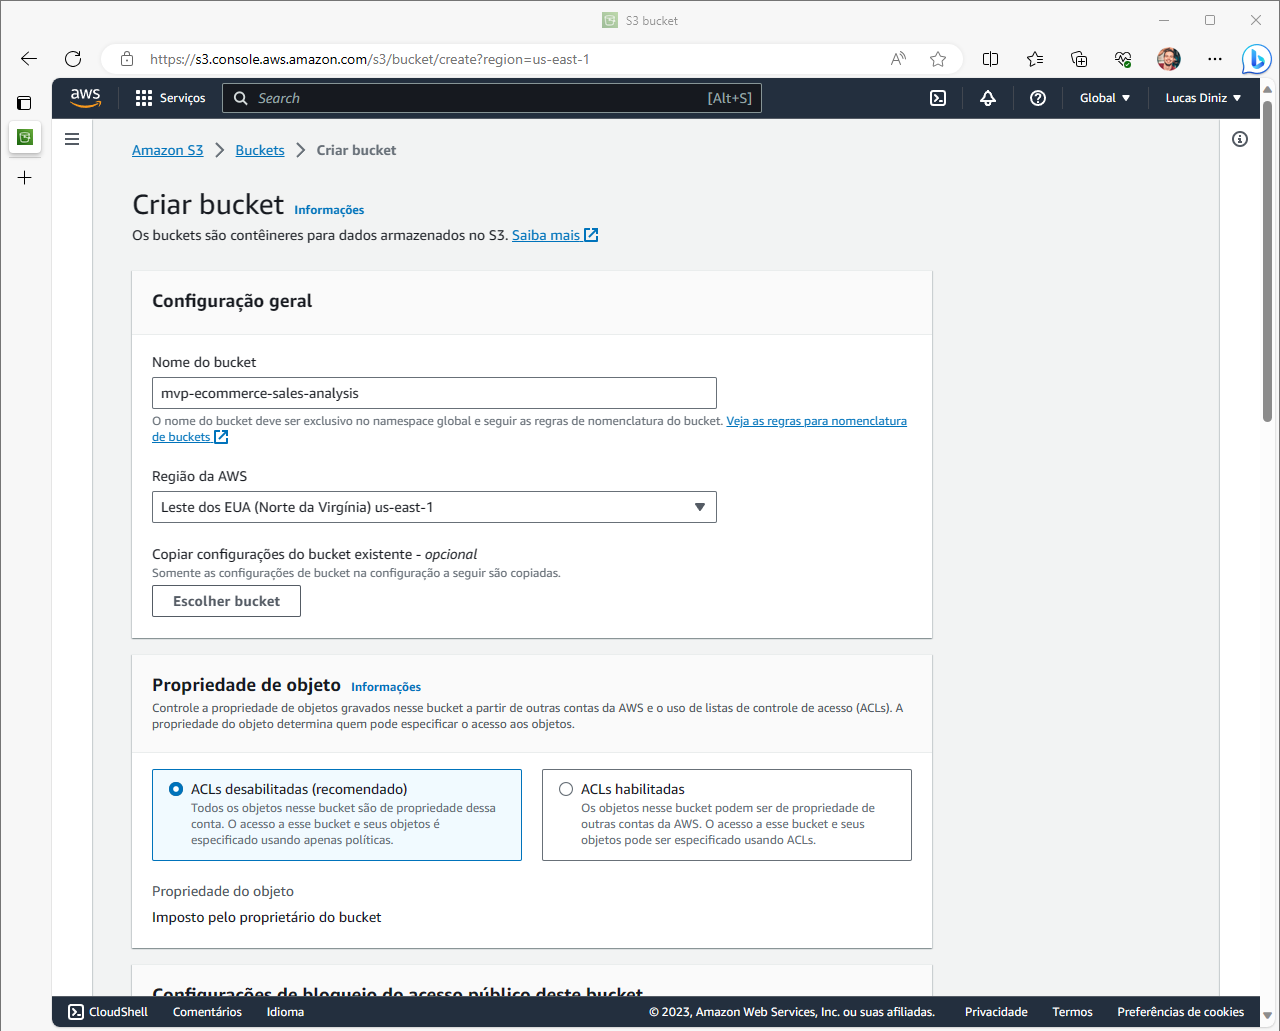 S3 bucket
https://s3.console.aws.amazon.com/s3/bucket/create?region=us-east-1
aws
Serviços
Search
[Alt+S]
Global
Lucas Diniz
Amazon S3
Buckets
Criar bucket
Criar bucket
Informações
Os buckets são contêineres para dados armazenados no S3. Saiba mais
Configuração geral
Nome do bucket
mvp-ecommerce-sales-analysis
O nome do bucket deve ser exclusivo no namespace global e seguir as regras de nomenclatura do bucket. Veja as regras para nomenclatura
de buckets
Região da AWS
Leste dos EUA (Norte da Virgínia) us-east-1
Copiar configurações do bucket existente - opcional
Somente as configurações de bucket na configuração a seguir são copiadas.
Escolher bucket
Propriedade de objeto
Informações
Controle a propriedade de objetos gravados nesse bucket a partir de outras contas da AWS e o uso de listas de controle de acesso (ACLs). A
propriedade do objeto determina quem pode especificar o acesso aos objetos.
ACLs desabilitadas (recomendado)
Todos os objetos nesse bucket são de propriedade dessa
conta. O acesso a esse bucket e seus objetos é
especificado usando apenas políticas.
ACLs habilitadas
Os objetos nesse bucket podem ser de propriedade de
outras contas da AWS. O acesso a esse bucket e seus
objetos pode ser especificado usando ACLs.
Propriedade do objeto
Imposto pelo proprietário do bucket
Configurações de bloqueio do acesso público deste bucket
CloudShell
Comentários
Idioma
© 2023, Amazon Web Services, Inc. ou suas afiliadas.
Privacidade
Termos
Preferências de cookies